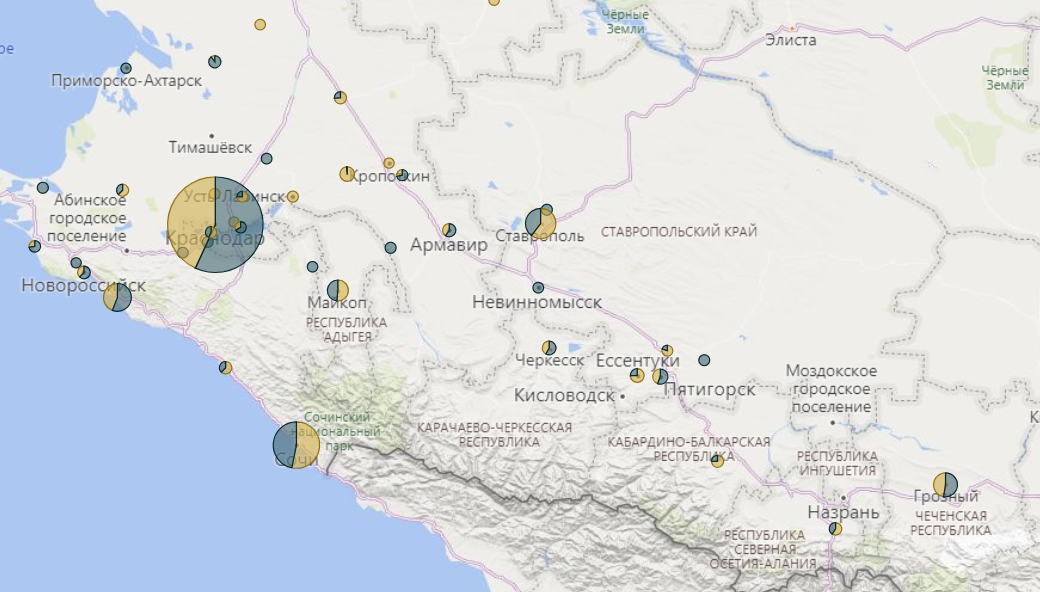 Чёрные
Земли
Элиста
Чёрные
Земли
Приморско-Ахтарск
Тимашёвск
Кропоткин
Усть-Лабинск
Абинское
городское
поселение
Краснодар
Армавир
Ставрополь
СТАВРОПОЛЬСКИЙ КРАЙ
Новороссийск
Майкоп
РЕСПУБЛИКА
АДЫГЕЯ
Невинномысск
Черкесск
Ессентуки
Пятигорск
Кисловодск
Моздокское
городское
поселение
Сочинский
национальный
парк
Сочи
КАРАЧАЕВО-ЧЕРКЕССКАЯ
РЕСПУБЛИКА
КАБАРДИНО-БАЛКАРСКАЯ
РЕСПУБЛИКА
РЕСПУБЛИКА
ИНГУШЕТИЯ
Грозный
Назрань
ЧЕЧЕНСКАЯ
РЕСПУБЛИКА
РЕСПУБЛИКА
СЕВЕРНАЯ
ОСЕТИЯ-АЛАНИЯ